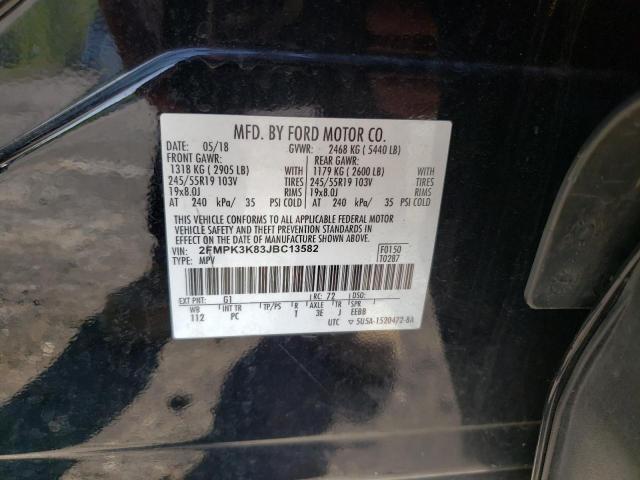 MFD. BY FORD MOTOR CO.
DATE: 05/18 GVWR: 2468 KG ( 5440 LB)
FRONT GAWR: REAR GAWR:
1318 KG ( 2905 LB) WITH 1179 KG ( 2600 LB) WITH
245/55R19 103V TIRES 245/55R19 103V TIRES
19x8.0J RIMS 19x8.0J RIMS
AT 240 kPa/ 35 PSI COLD AT 240 kPa/ 35 PSI COLD
THIS VEHICLE CONFORMS TO ALL APPLICABLE FEDERAL MOTOR
VEHICLE SAFETY AND THEFT PREVENTION STANDARDS IN
EFFECT ON THE DATE OF MANUFACTURE SHOWN ABOVE.
VIN: 2FMPK3K83JBC13582 F0150
TYPE: MPV T0287
EXT PNT: G1 RC: 72 DSO:
WB INT TR TP/PS R AXLE TR SPR
112 PC Y 3E J EEBB
UTC ▽ 5U5A-1520472-BA